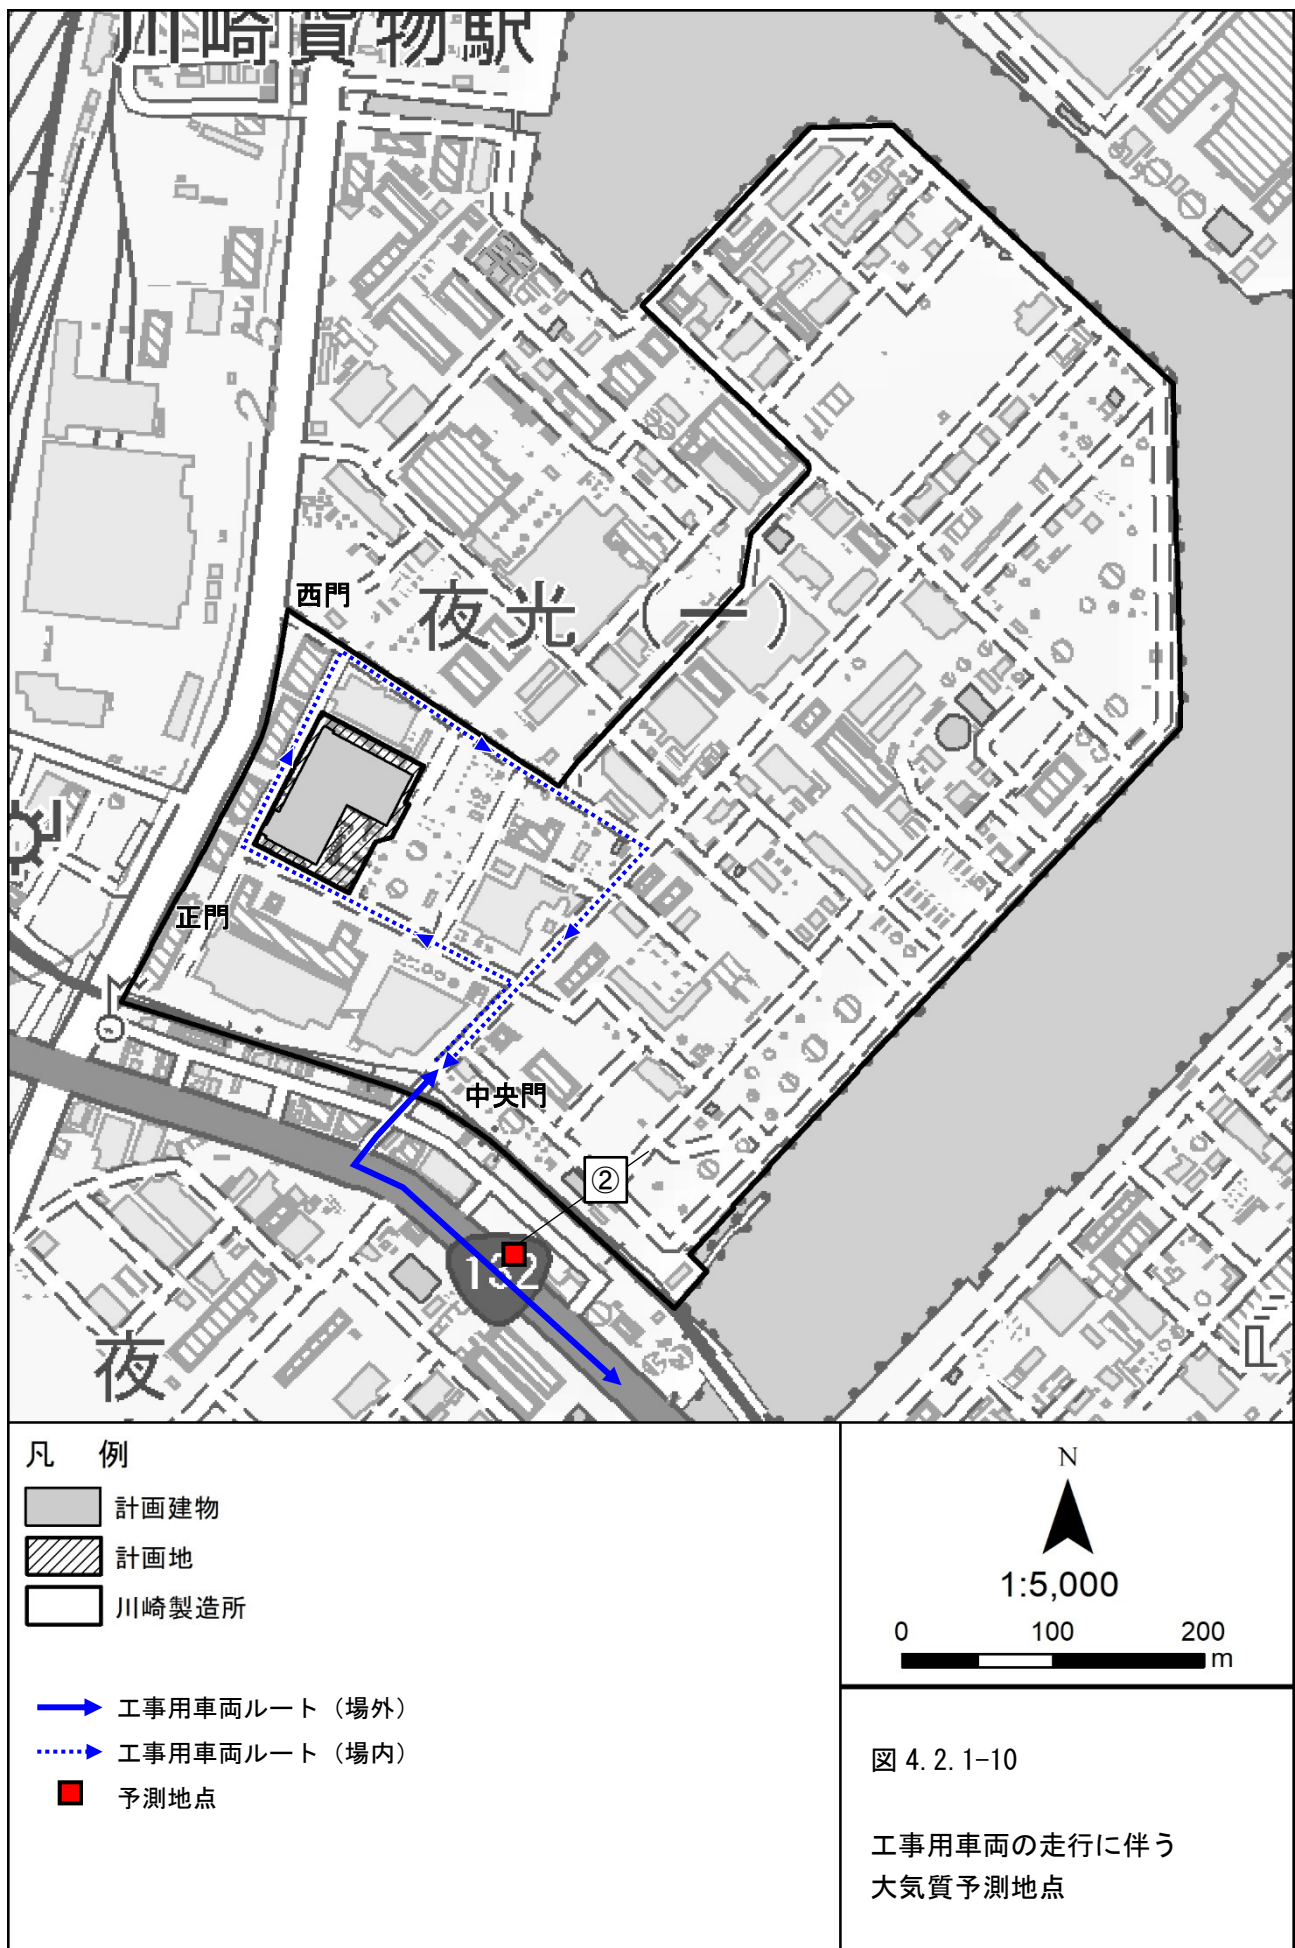 川崎貨物駅
25
西門
夜光(一)
正門
中央門
②
132
夜
凡 例
計画建物
計画地
川崎製造所
工事用車両ルート（場外）
工事用車両ルート（場内）
予測地点
N
1:5,000
0 100 200
m
図 4.2.1-10
工事用車両の走行に伴う
大気質予測地点